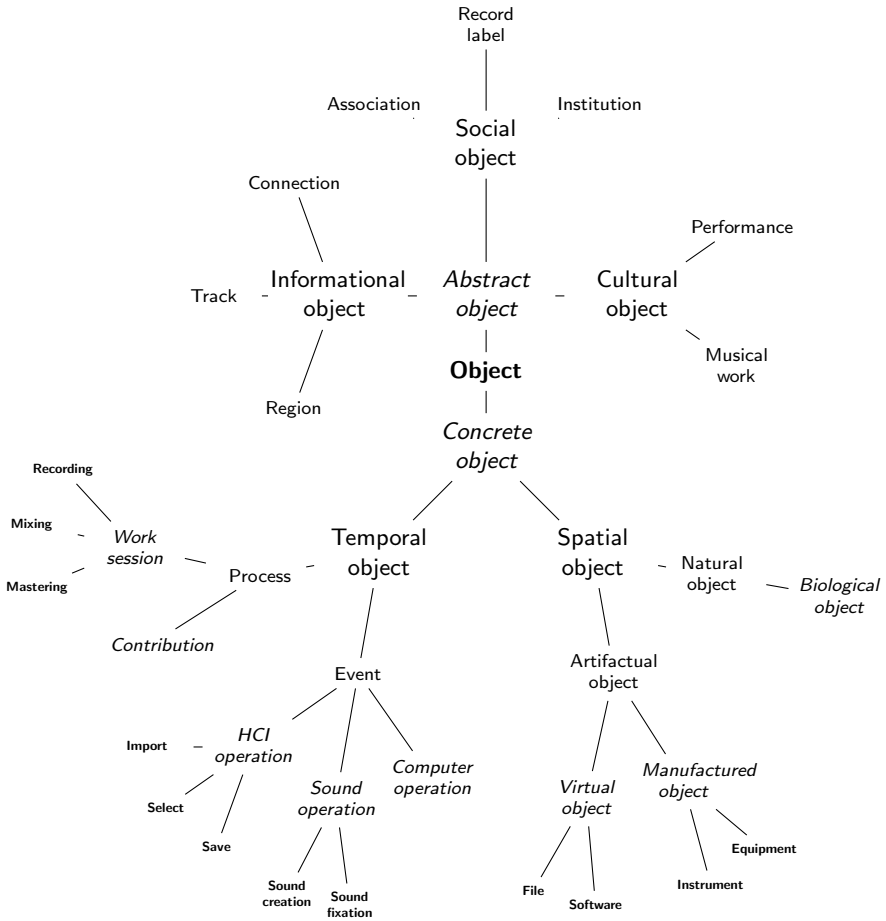 Record
label
Association
Institution
Social
object
Connection
Performance
Informational
object
Abstract
object
Cultural
object
Track
Musical
work
Object
Region
Concrete
object
Recording
Mixing
Work
session
Mastering
Temporal
object
Spatial
object
Process
Natural
object
Biological
object
Contribution
Event
Artifactual
object
HCI
operation
Import
Computer
operation
Sound
operation
Virtual
object
Manufactured
object
Select
Save
Equipment
Sound
creation
Sound
fixation
File
Software
Instrument